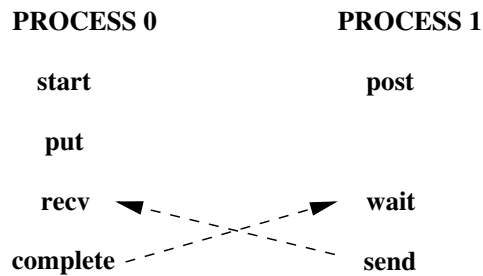 PROCESS 0 PROCESS 1
start post
put
recv wait
complete send